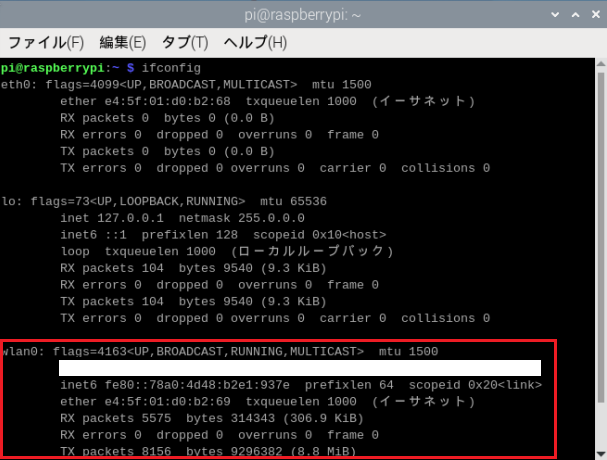 pi@raspberrypi: ~
ファイル(F) 編集(E) タブ(T) ヘルプ(H)
pi@raspberrypi:~ $ ifconfig
eth0: flags=4099<UP,BROADCAST,MULTICAST>  mtu 1500
ether e4:5f:01:d0:b2:68  txqueuelen 1000  (イーサネット)
RX packets 0  bytes 0 (0.0 B)
RX errors 0  dropped 0  overruns 0  frame 0
TX packets 0  bytes 0 (0.0 B)
TX errors 0  dropped 0 overruns 0  carrier 0  collisions 0
lo: flags=73<UP,LOOPBACK,RUNNING>  mtu 65536
inet 127.0.0.1  netmask 255.0.0.0
inet6 ::1  prefixlen 128  scopeid 0x10<host>
loop  txqueuelen 1000  (ローカルループバック)
RX packets 104  bytes 9540 (9.3 KiB)
RX errors 0  dropped 0  overruns 0  frame 0
TX packets 104  bytes 9540 (9.3 KiB)
TX errors 0  dropped 0 overruns 0  carrier 0  collisions 0
wlan0: flags=4163<UP,BROADCAST,RUNNING,MULTICAST>  mtu 1500
inet6 fe80::78a0:4d48:b2e1:937e  prefixlen 64  scopeid 0x20<link>
ether e4:5f:01:d0:b2:69  txqueuelen 1000  (イーサネット)
RX packets 5575  bytes 314343 (306.9 KiB)
RX errors 0  dropped 0  overruns 0  frame 0
TX packets 8156  bytes 9296382 (8.8 MiB)